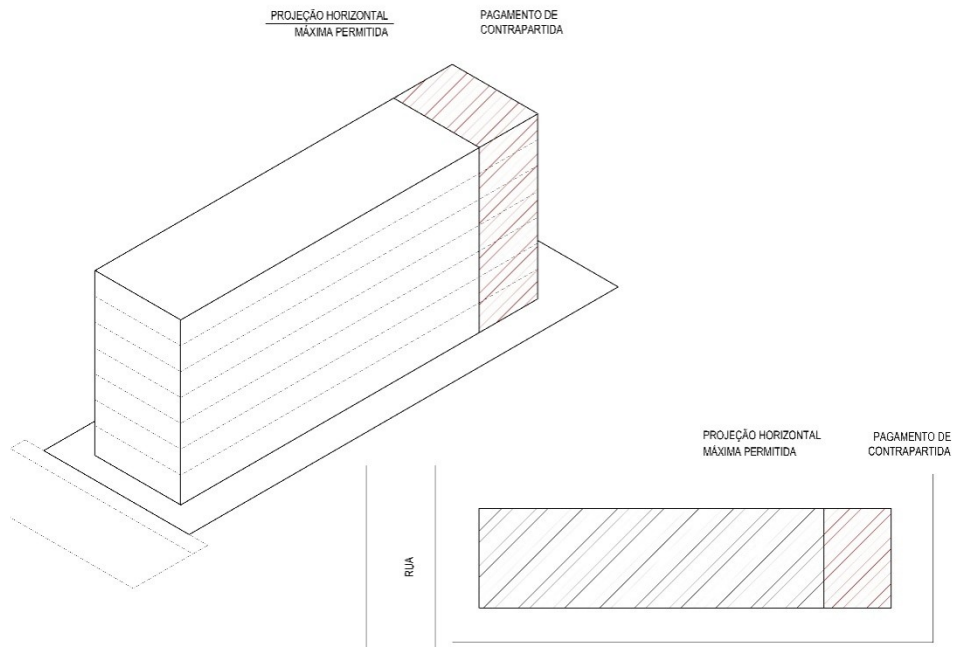 PROJEÇÃO HORIZONTAL
MÁXIMA PERMITIDA
PAGAMENTO DE
CONTRAPARTIDA
PROJEÇÃO HORIZONTAL
MÁXIMA PERMITIDA
PAGAMENTO DE
CONTRAPARTIDA
RUA